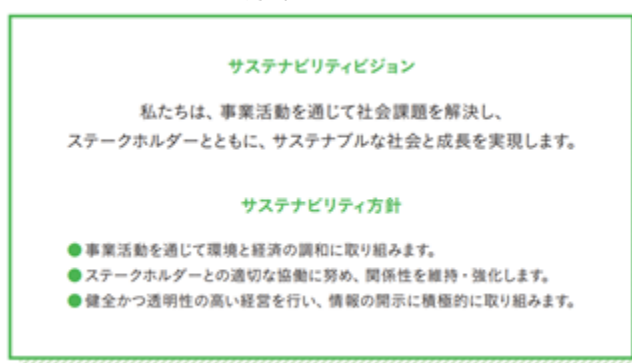 サステナビリティビジョン
私たちは、事業活動を通じて社会課題を解決し、
ステークホルダーとともに、サステナブルな社会と成長を実現します。
サステナビリティ方針
●事業活動を通じて環境と経済の調和に取り組みます。
●ステークホルダーとの適切な協働に努め、関係性を維持・強化します。
●健全かつ透明性の高い経営を行い、情報の開示に積極的に取り組みます。